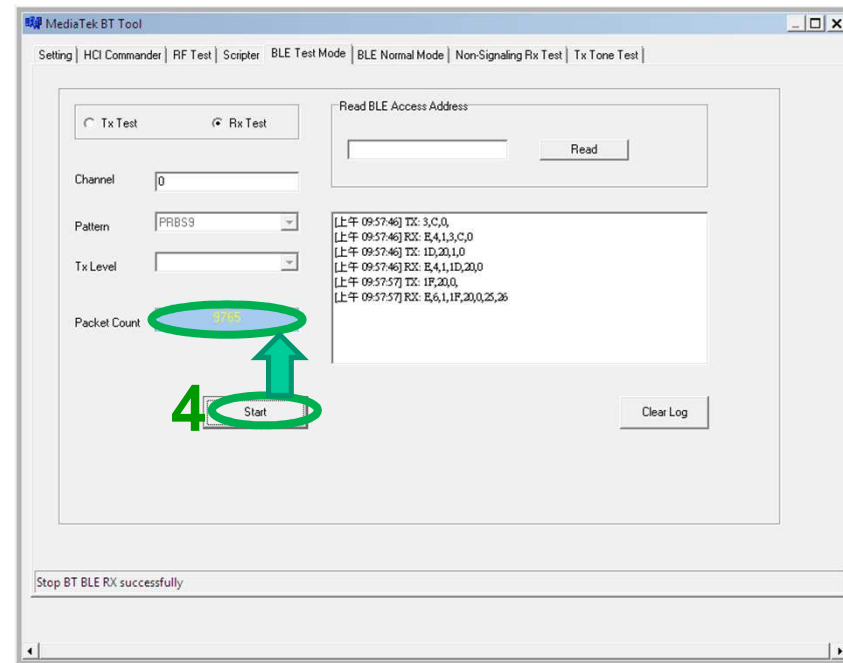 MediaTek BT Tool
Setting HCI Commander RF Test Scripter BLE Test Mode BLE Normal Mode Non-Signaling Rx Test Tx Tone Test
Tx Test Rx Test
Channel 0
Pattern PRBS9
Tx Level
Packet Count 9765
4 Start
Read BLE Access Address
Read
[上午 09:57:46] TX: 3,C,0,
[上午 09:57:46] RX: E,4,1,3,C,0
[上午 09:57:46] TX: 1D,20,1,0
[上午 09:57:46] RX: E,4,1,1D,20,0
[上午 09:57:57] TX: 1F,20,0,
[上午 09:57:57] RX: E,6,1,1F,20,0,25,26
Clear Log
Stop BT BLE RX successfully